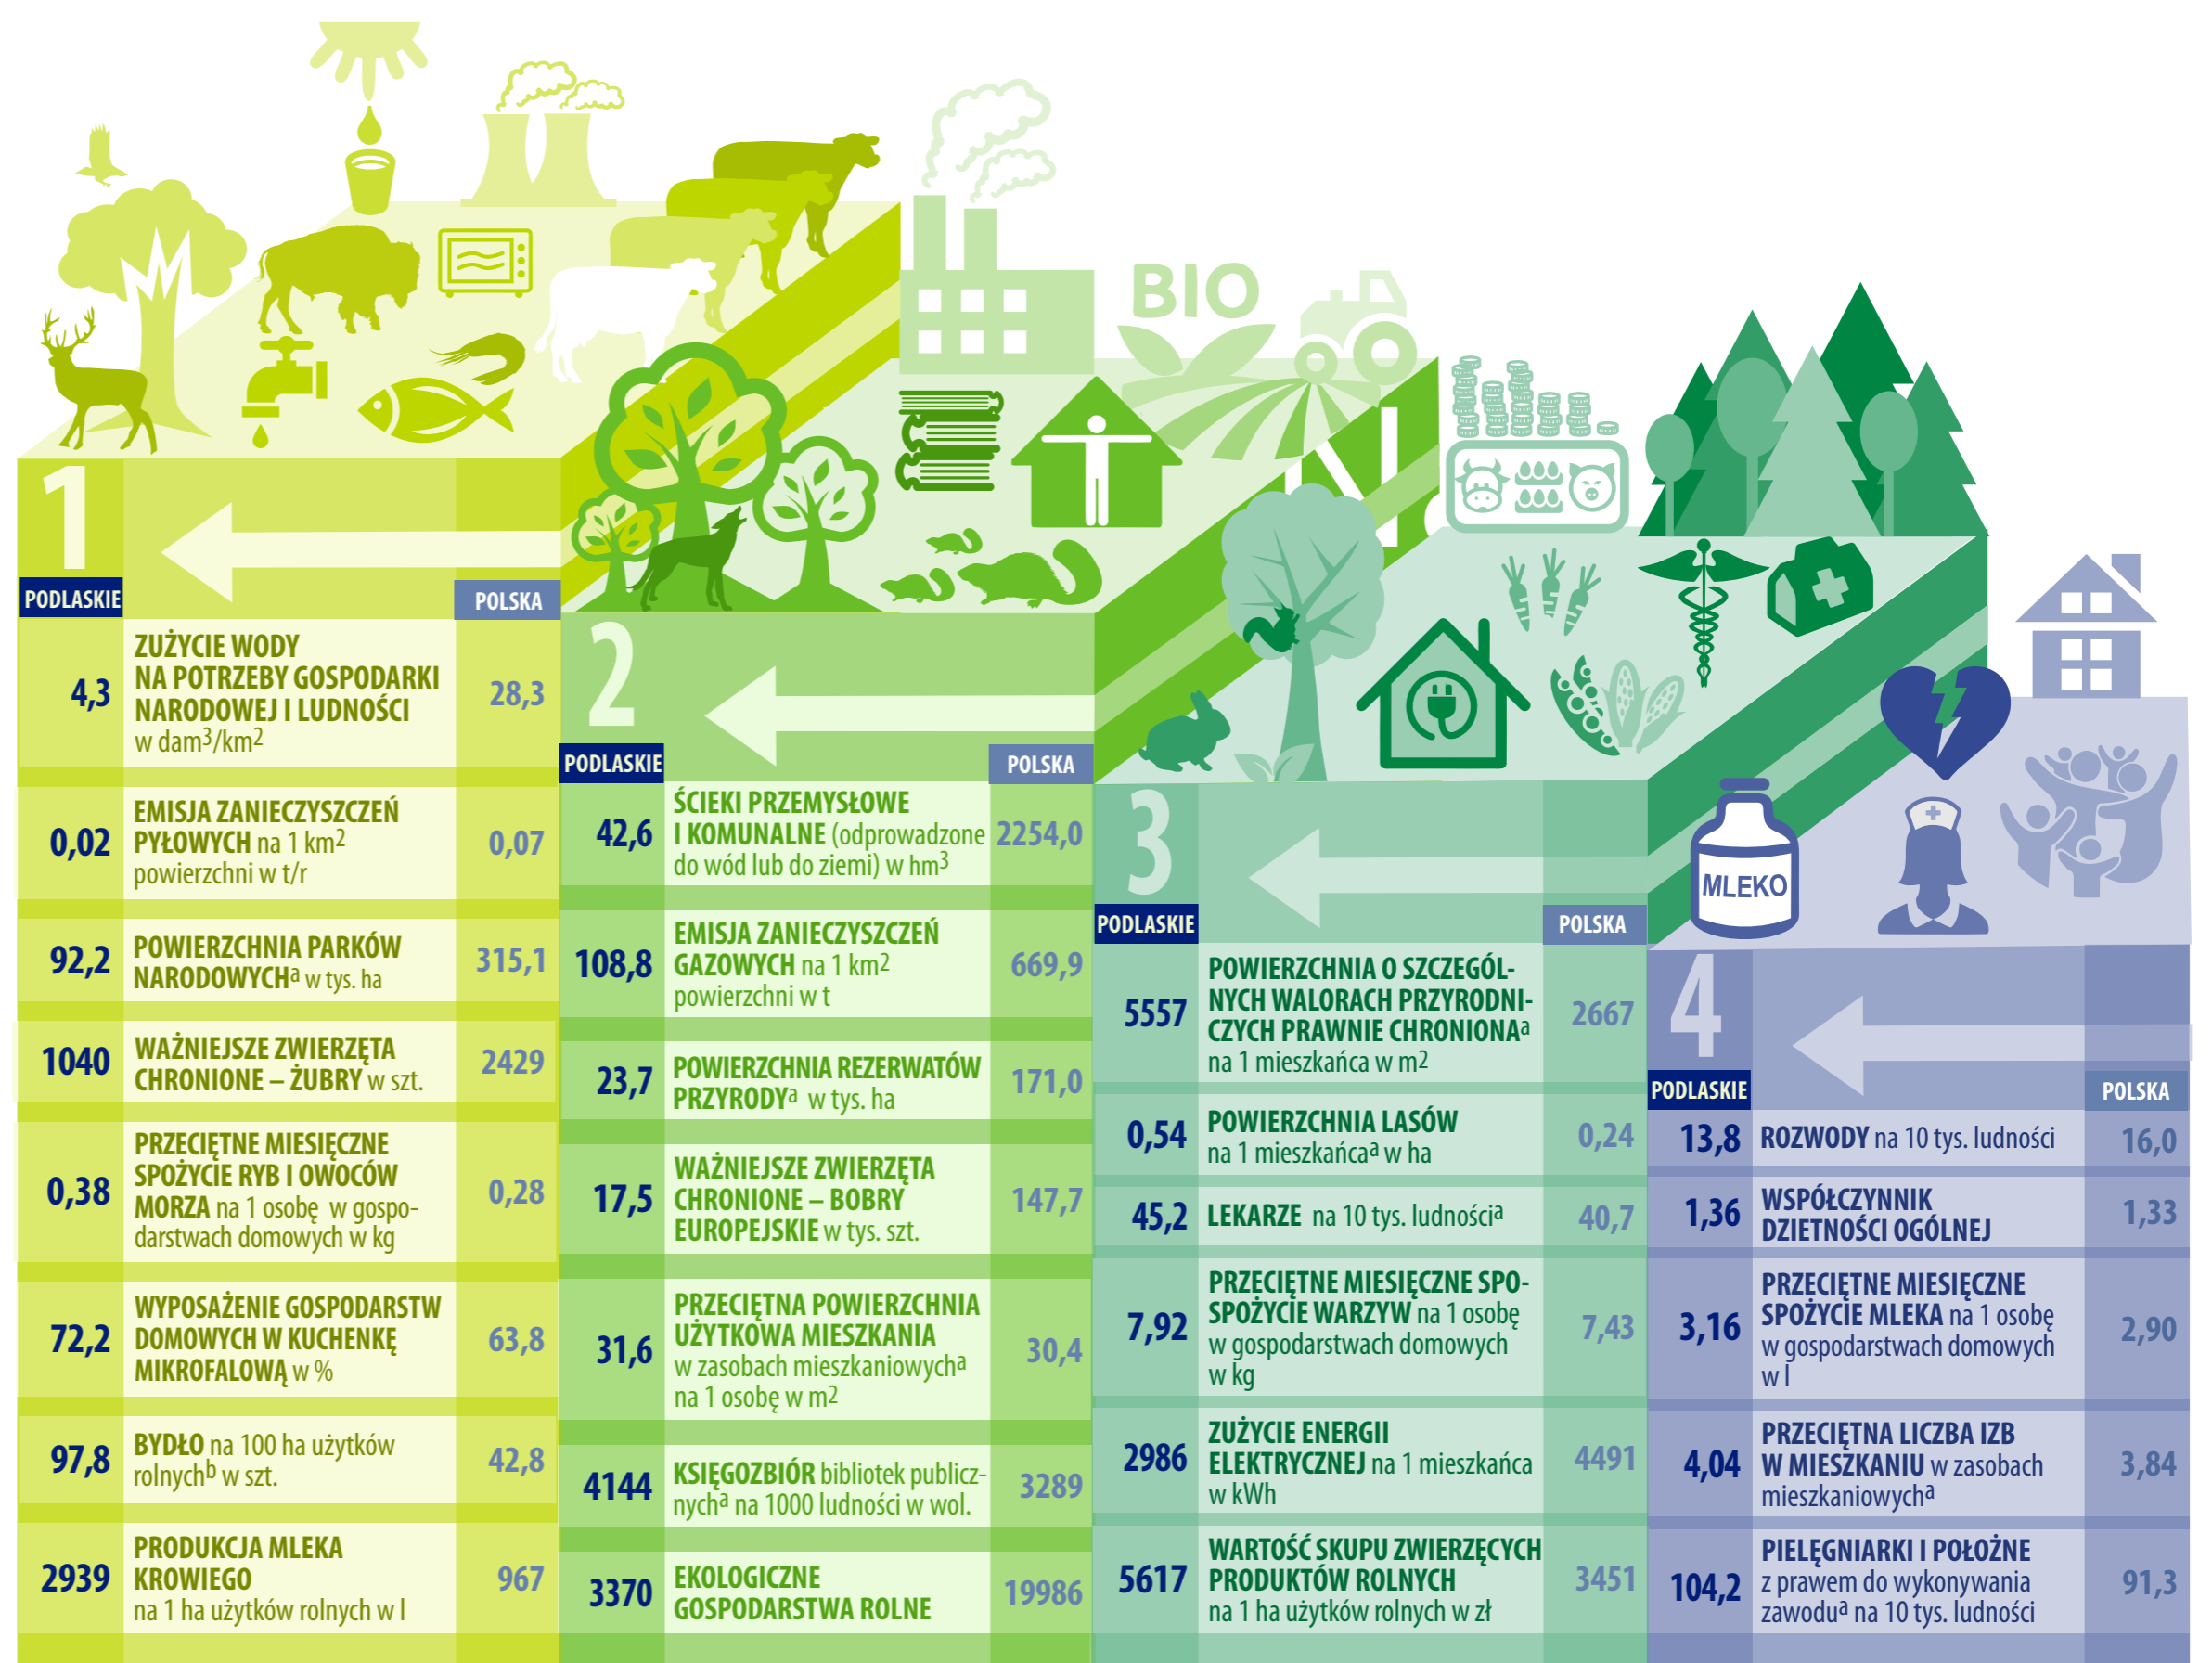 BIO
N
MLEKO
1
PODLASKIE
POLSKA
4,3
ZUŻYCIE WODY
NA POTRZEBY GOSPODARKI
NARODOWEJ I LUDNOŚCI
w dam³/km²
28,3
0,02
EMISJA ZANIECZYSZCZEŃ
PYŁOWYCH na 1 km²
powierzchni w t/r
0,07
92,2
POWIERZCHNIA PARKÓW
NARODOWYCHᵃ w tys. ha
315,1
1040
WAŻNIEJSZE ZWIERZĘTA
CHRONIONE – ŻUBRY w szt.
2429
0,38
PRZECIĘTNE MIESIĘCZNE
SPOŻYCIE RYB I OWOCÓW
MORZA na 1 osobę w gospo-
darstwach domowych w kg
0,28
72,2
WYPOSAŻENIE GOSPODARSTW
DOMOWYCH W KUCHENKĘ
MIKROFALOWĄ w %
63,8
97,8
BYDŁO na 100 ha użytków
rolnychᵇ w szt.
42,8
2939
PRODUKCJA MLEKA
KROWIEGO
na 1 ha użytków rolnych w l
967
2
PODLASKIE
POLSKA
42,6
ŚCIEKI PRZEMYSŁOWE
I KOMUNALNE (odprowadzone
do wód lub do ziemi) w hm³
2254,0
108,8
EMISJA ZANIECZYSZCZEŃ
GAZOWYCH na 1 km²
powierzchni w t
669,9
23,7
POWIERZCHNIA REZERWATÓW
PRZYRODYᵃ w tys. ha
171,0
17,5
WAŻNIEJSZE ZWIERZĘTA
CHRONIONE – BOBRY
EUROPEJSKIE w tys. szt.
147,7
31,6
PRZECIĘTNA POWIERZCHNIA
UŻYTKOWA MIESZKANIA
w zasobach mieszkaniowychᵃ
na 1 osobę w m²
30,4
4144
KSIĘGOZBIÓR bibliotek publicz-
nychᵃ na 1000 ludności w wol.
3289
3370
EKOLOGICZNE
GOSPODARSTWA ROLNE
19986
3
PODLASKIE
POLSKA
5557
POWIERZCHNIA O SZCZEGÓL-
NYCH WALORACH PRZYRODNI-
CZYCH PRAWNIE CHRONIONAᵃ
na 1 mieszkańca w m²
2667
0,54
POWIERZCHNIA LASÓW
na 1 mieszkańcaᵃ w ha
0,24
45,2
LEKARZE na 10 tys. ludnościᵃ
40,7
7,92
PRZECIĘTNE MIESIĘCZNE SPO-
SPOŻYCIE WARZYW na 1 osobę
w gospodarstwach domowych
w kg
7,43
2986
ZUŻYCIE ENERGII
ELEKTRYCZNEJ na 1 mieszkańca
w kWh
4491
5617
WARTOŚĆ SKUPU ZWIERZĘCYCH
PRODUKTÓW ROLNYCH
na 1 ha użytków rolnych w zł
3451
4
PODLASKIE
POLSKA
13,8
ROZWODY na 10 tys. ludności
16,0
1,36
WSPÓŁCZYNNIK
DZIETNOŚCI OGÓLNEJ
1,33
3,16
PRZECIĘTNE MIESIĘCZNE
SPOŻYCIE MLEKA na 1 osobę
w gospodarstwach domowych
w l
2,90
4,04
PRZECIĘTNA LICZBA IZB
W MIESZKANIU w zasobach
mieszkaniowychᵃ
3,84
104,2
PIELĘGNIARKI I POŁOŻNE
z prawem do wykonywania
zawoduᵃ na 10 tys. ludności
91,3